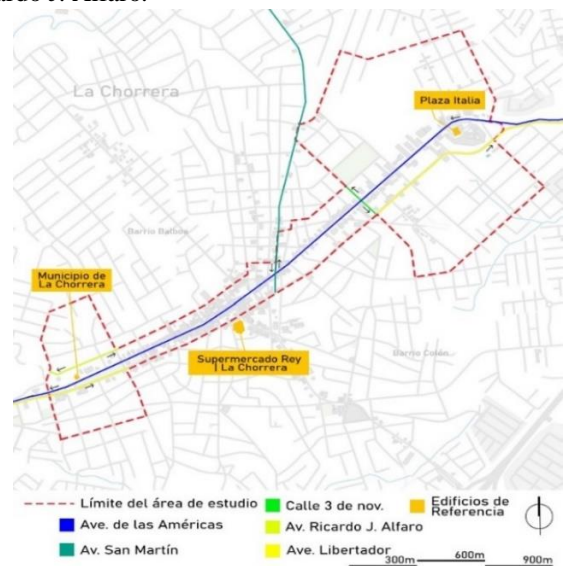 La Chorrera
Plaza Italia
Barrio Balboa
Municipio de
La Chorrera
Supermercado Rey
| La Chorrera
Barrio Colón
Límite del área de estudio
Calle 3 de nov.
Edificios de
Referencia
Ave. de las Américas
Av. Ricardo J. Alfaro
Av. San Martín
Ave. Libertador
300m 600m 900m